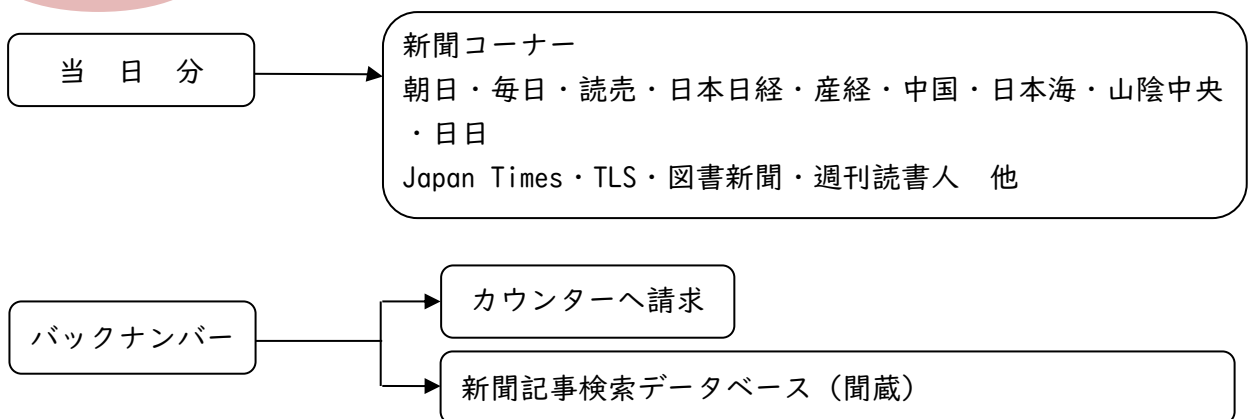 当　日　分
新聞コーナー
朝日・毎日・読売・日本日経・産経・中国・日本海・山陰中央
・日日
Japan Times・TLS・図書新聞・週刊読書人　他
バックナンバー
カウンターへ請求
新聞記事検索データベース（聞蔵）